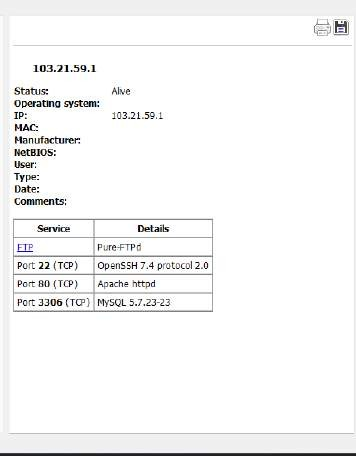 103.21.59.1
Status: Alive
Operating system:
IP: 103.21.59.1
MAC:
Manufacturer:
NetBIOS:
User:
Type:
Date:
Comments:
Service Details
FTP Pure-FTPd
Port 22 (TCP) OpenSSH 7.4 protocol 2.0
Port 80 (TCP) Apache httpd
Port 3306 (TCP) MySQL 5.7.23-23